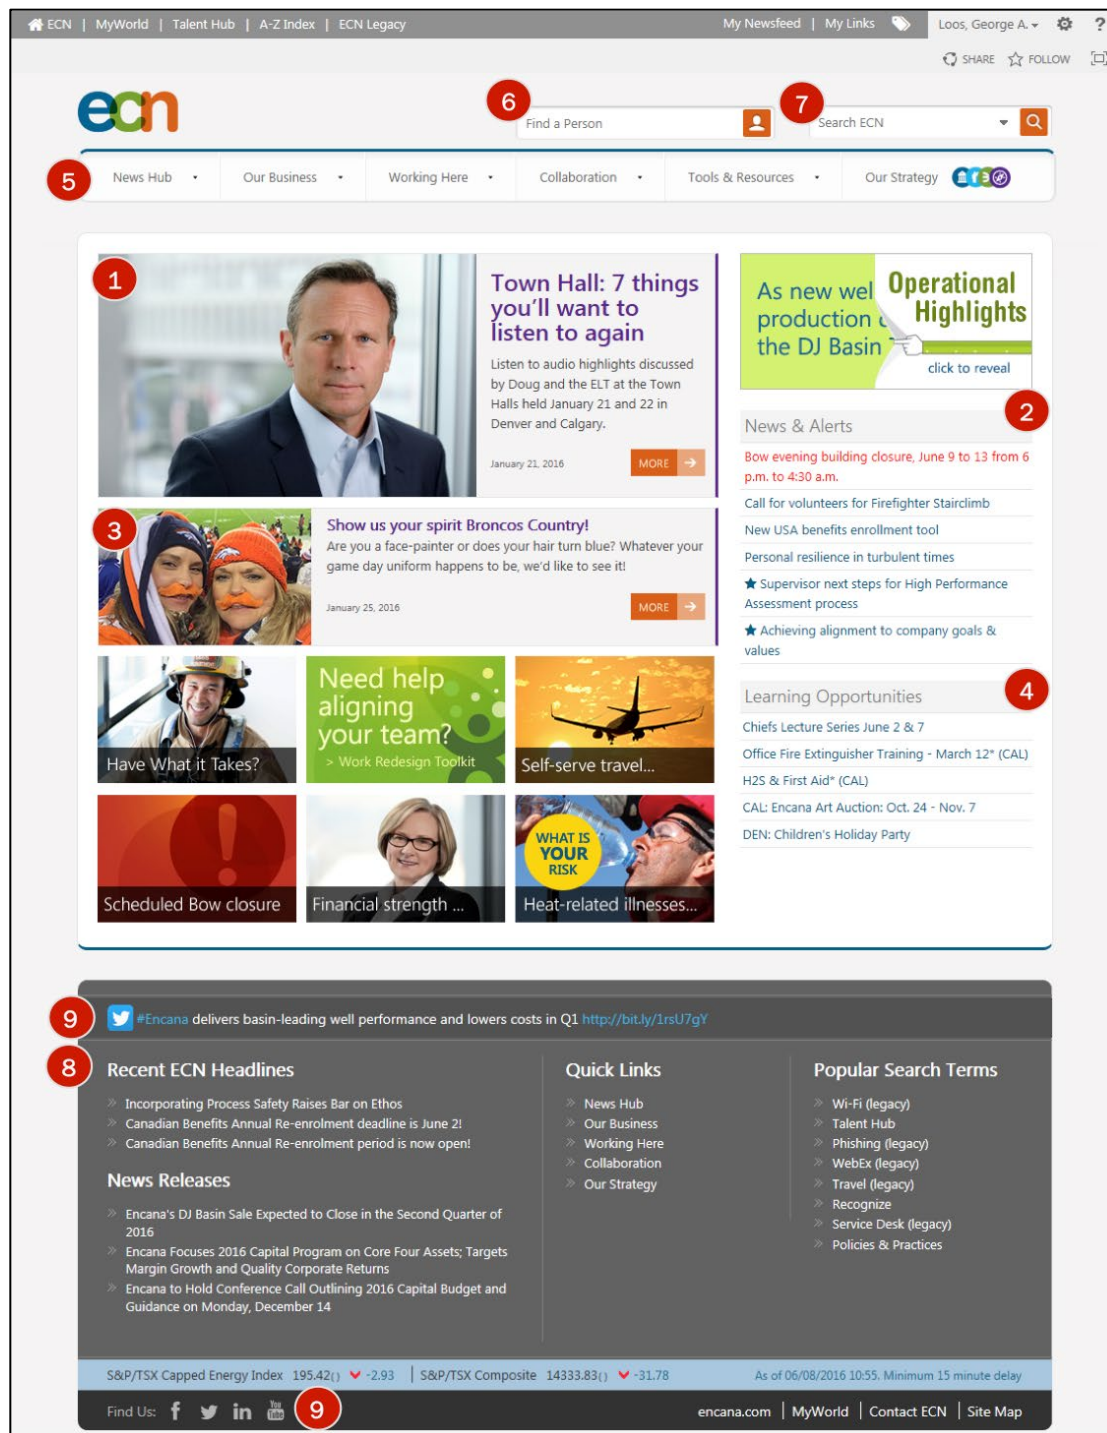 ECN | MyWorld | Talent Hub | A-Z Index | ECN Legacy
My Newsfeed | My Links
Loos, George A.
?
SHARE FOLLOW
ecn
6
Find a Person
7
Search ECN
5
News Hub
Our Business
Working Here
Collaboration
Tools & Resources
Our Strategy
1
Town Hall: 7 things
you'll want to
listen to again
Listen to audio highlights discussed
by Doug and the ELT at the Town
Halls held January 21 and 22 in
Denver and Calgary.
January 21, 2016
MORE
As new wel
production
the DJ Basin
Operational
Highlights
click to reveal
2
News & Alerts
Bow evening building closure, June 9 to 13 from 6
p.m. to 4:30 a.m.
Call for volunteers for Firefighter Stairclimb
New USA benefits enrollment tool
Personal resilience in turbulent times
★ Supervisor next steps for High Performance
Assessment process
★ Achieving alignment to company goals &
values
3
Show us your spirit Broncos Country!
Are you a face-painter or does your hair turn blue? Whatever your
game day uniform happens to be, we'd like to see it!
January 25, 2016
MORE
4
Learning Opportunities
Chiefs Lecture Series June 2 & 7
Office Fire Extinguisher Training - March 12* (CAL)
H2S & First Aid* (CAL)
CAL: Encana Art Auction: Oct. 24 - Nov. 7
DEN: Children's Holiday Party
Have What it Takes?
Need help
aligning
your team?
> Work Redesign Toolkit
Self-serve travel...
Scheduled Bow closure
Financial strength ...
WHAT IS
YOUR
RISK
Heat-related illnesses...
9
#Encana delivers basin-leading well performance and lowers costs in Q1 http://bit.ly/1rsU7gY
8
Recent ECN Headlines
» Incorporating Process Safety Raises Bar on Ethos
» Canadian Benefits Annual Re-enrolment deadline is June 2!
» Canadian Benefits Annual Re-enrolment period is now open!
News Releases
» Encana's DJ Basin Sale Expected to Close in the Second Quarter of
2016
» Encana Focuses 2016 Capital Program on Core Four Assets; Targets
Margin Growth and Quality Corporate Returns
» Encana to Hold Conference Call Outlining 2016 Capital Budget and
Guidance on Monday, December 14
Quick Links
» News Hub
» Our Business
» Working Here
» Collaboration
» Our Strategy
Popular Search Terms
» Wi-Fi (legacy)
» Talent Hub
» Phishing (legacy)
» WebEx (legacy)
» Travel (legacy)
» Recognize
» Service Desk (legacy)
» Policies & Practices
S&P/TSX Capped Energy Index 195.42() -2.93 | S&P/TSX Composite 14333.83() -31.78
As of 06/08/2016 10:55. Minimum 15 minute delay
Find Us: f in You Tube
9
encana.com | MyWorld | Contact ECN | Site Map